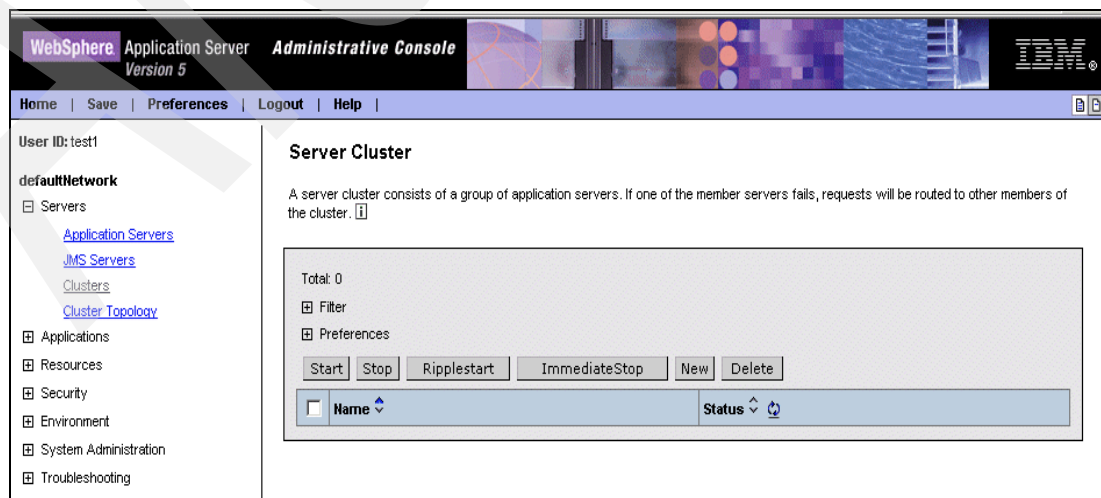 WebSphere Application Server Administrative Console
Version 5
IBM®
Home | Save | Preferences | Logout | Help |
User ID: test1
defaultNetwork
Servers
Application Servers
JMS Servers
Clusters
Cluster Topology
Applications
Resources
Security
Environment
System Administration
Troubleshooting
Server Cluster
A server cluster consists of a group of application servers. If one of the member servers fails, requests will be routed to other members of
the cluster. i
Total: 0
Filter
Preferences
Start Stop Ripplestart ImmediateStop New Delete
Name Status